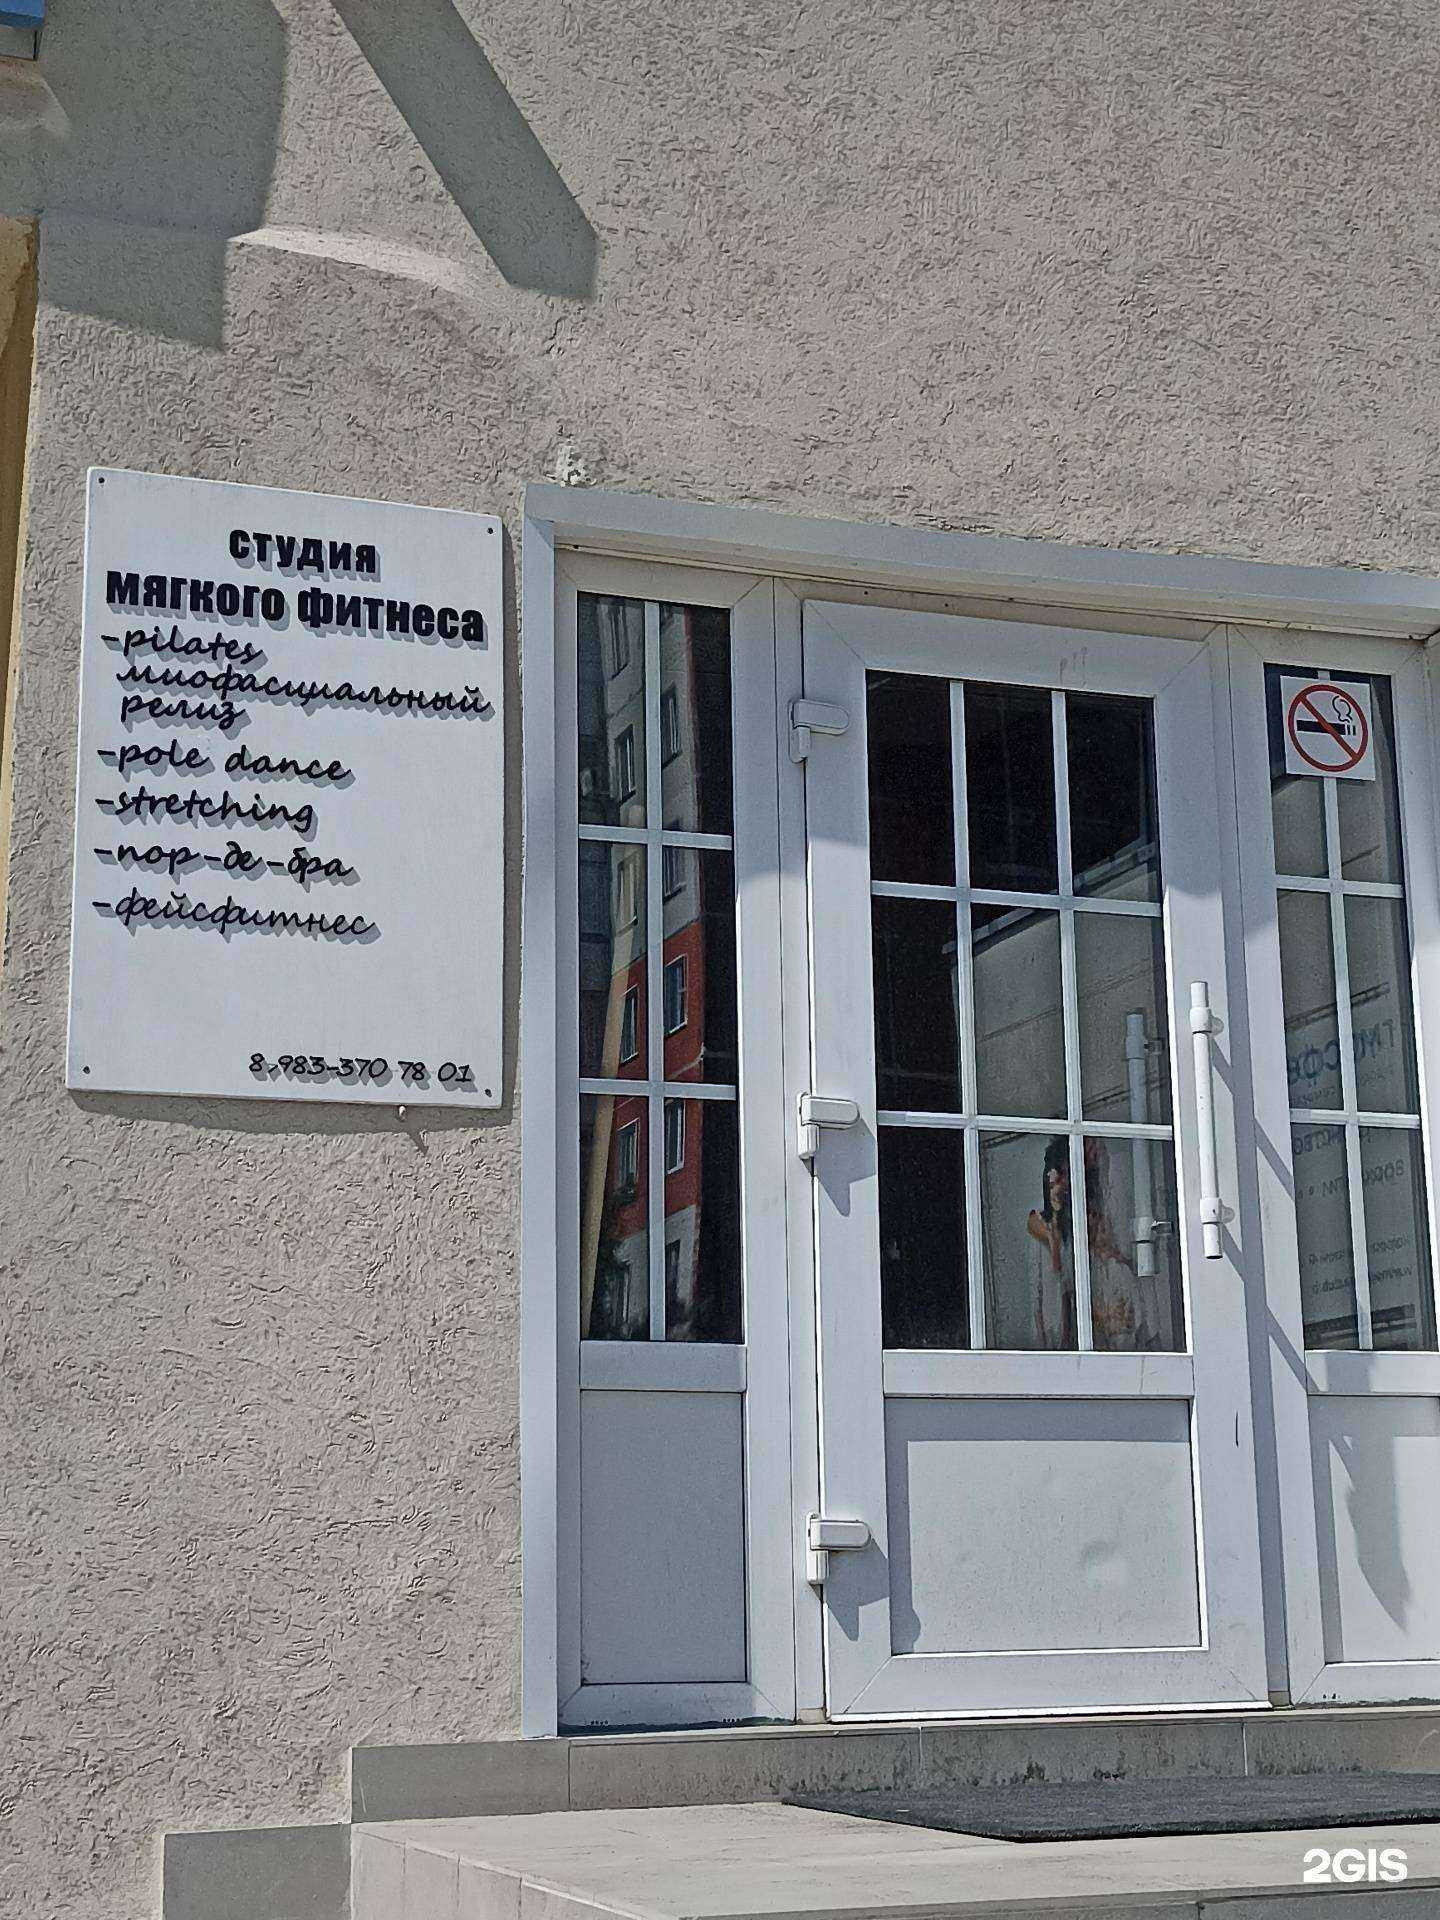 студия
мягкого фитнеса
-pilates
миофасциальный
релиз
-pole dance
-stretching
-пор-де-бра
-фейсфитнес
8-983-370 78 01
2GIS